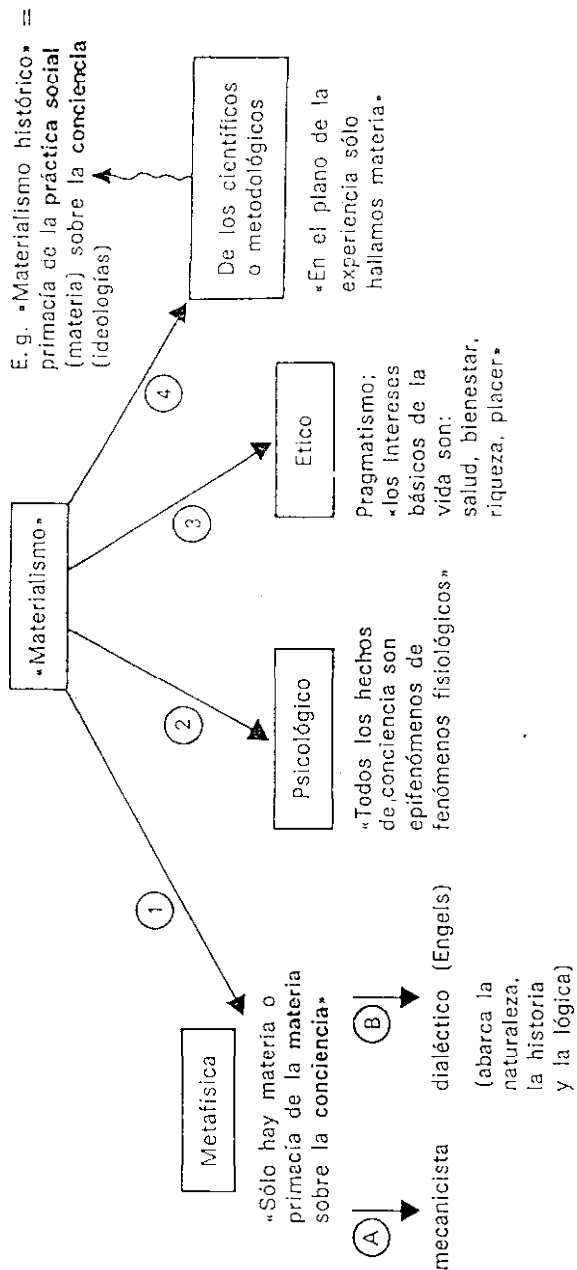 «Materialismo»
1
2
3
4
Metafísica
«Sólo hay materia o
primacía de la materia
sobre la conciencia»
A
B
mecanicista
dialéctico (Engels)
(abarca la
naturaleza,
la historia
y la lógica)
Psicológico
«Todos los hechos
de conciencia son
epifenómenos de
fenómenos fisiológicos»
Etico
Pragmatismo:
«los Intereses
básicos de la
vida son:
salud, bienestar,
riqueza, placer»
De los científicos
o metodológicos
«En el plano de la
experiencia sólo
hallamos materia»
E. g. «Materialismo histórico» =
primacía de la práctica social
(materia) sobre la conciencia
(ideologías)